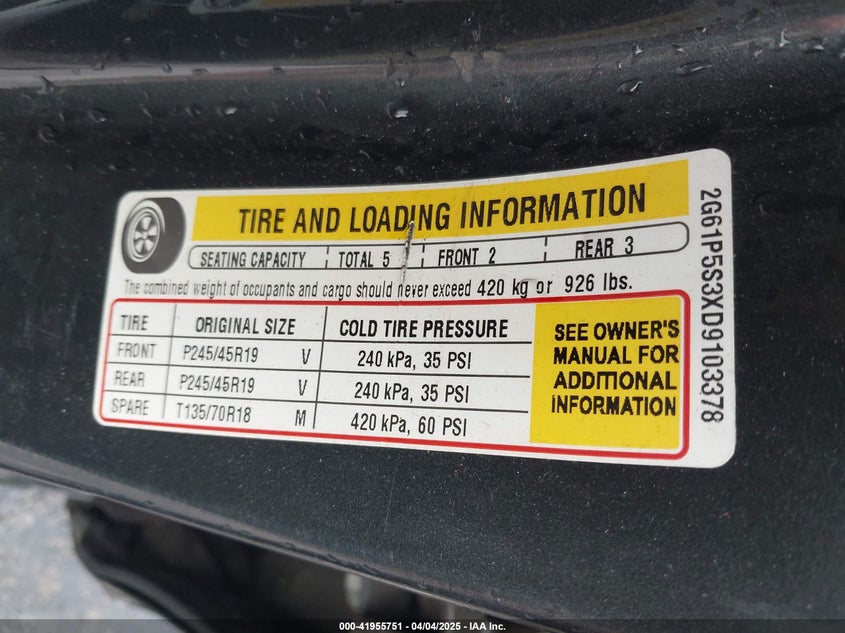 TIRE AND LOADING INFORMATION
SEATING CAPACITY TOTAL 5 FRONT 2 REAR 3
The combined weight of occupants and cargo should never exceed 420 kg or 926 lbs.
TIRE ORIGINAL SIZE COLD TIRE PRESSURE
FRONT P245/45R19 V 240 kPa, 35 PSI
REAR P245/45R19 V 240 kPa, 35 PSI
SPARE T135/70R18 M 420 kPa, 60 PSI
SEE OWNER'S
MANUAL FOR
ADDITIONAL
INFORMATION
2G61P5S3XD9103378
000-41955751 - 04/04/2025 - IAA Inc.